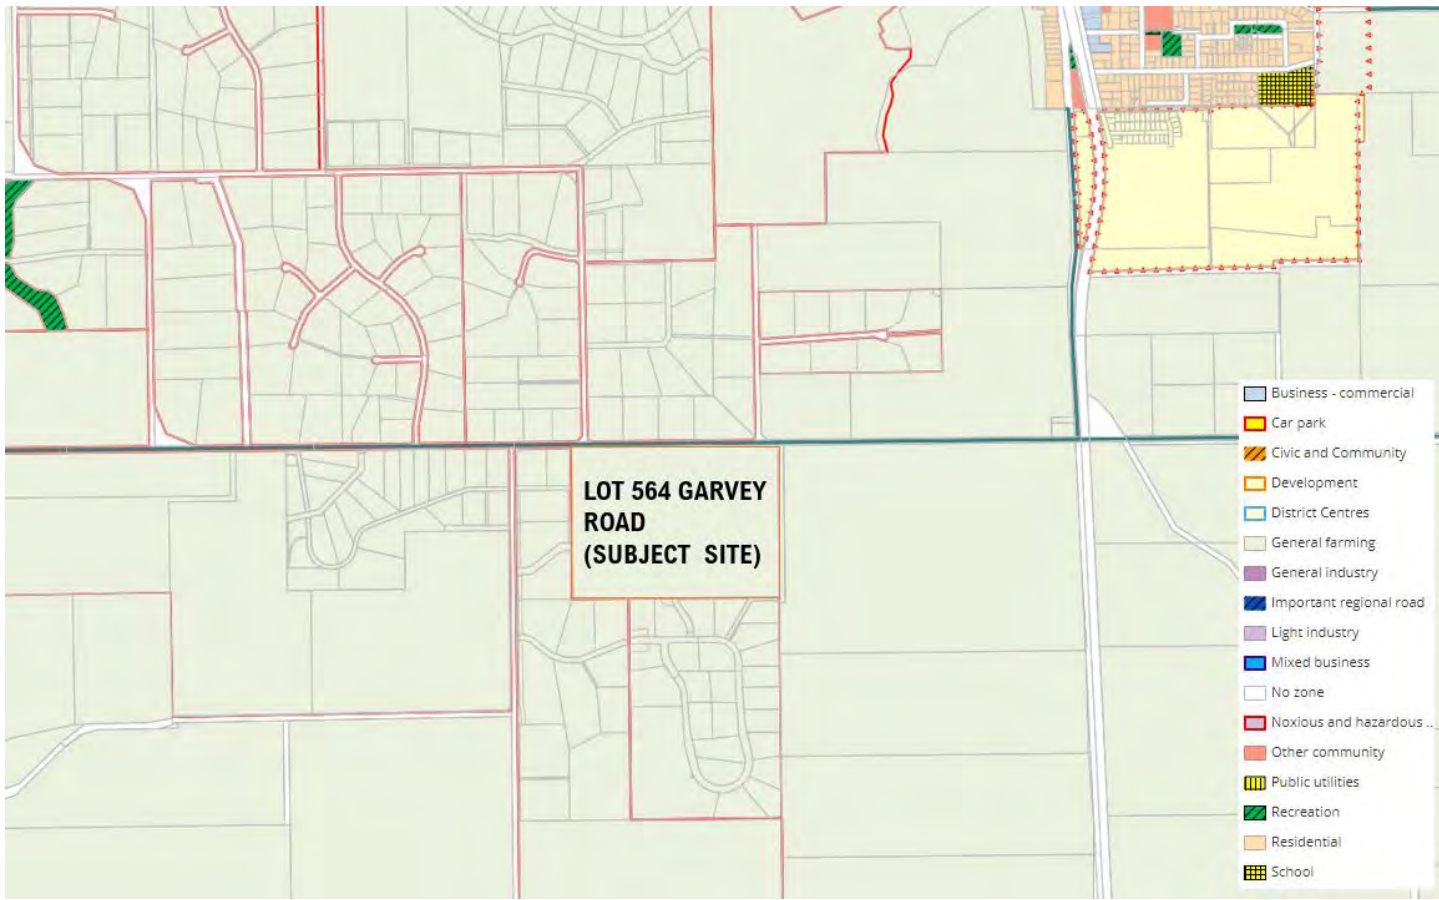 LOT 564 GARVEY
ROAD
(SUBJECT SITE)
Business - commercial
Car park
Civic and Community
Development
District Centres
General farming
General industry
Important regional road
Light industry
Mixed business
No zone
Noxious and hazardous ..
Other community
Public utilities
Recreation
Residential
School